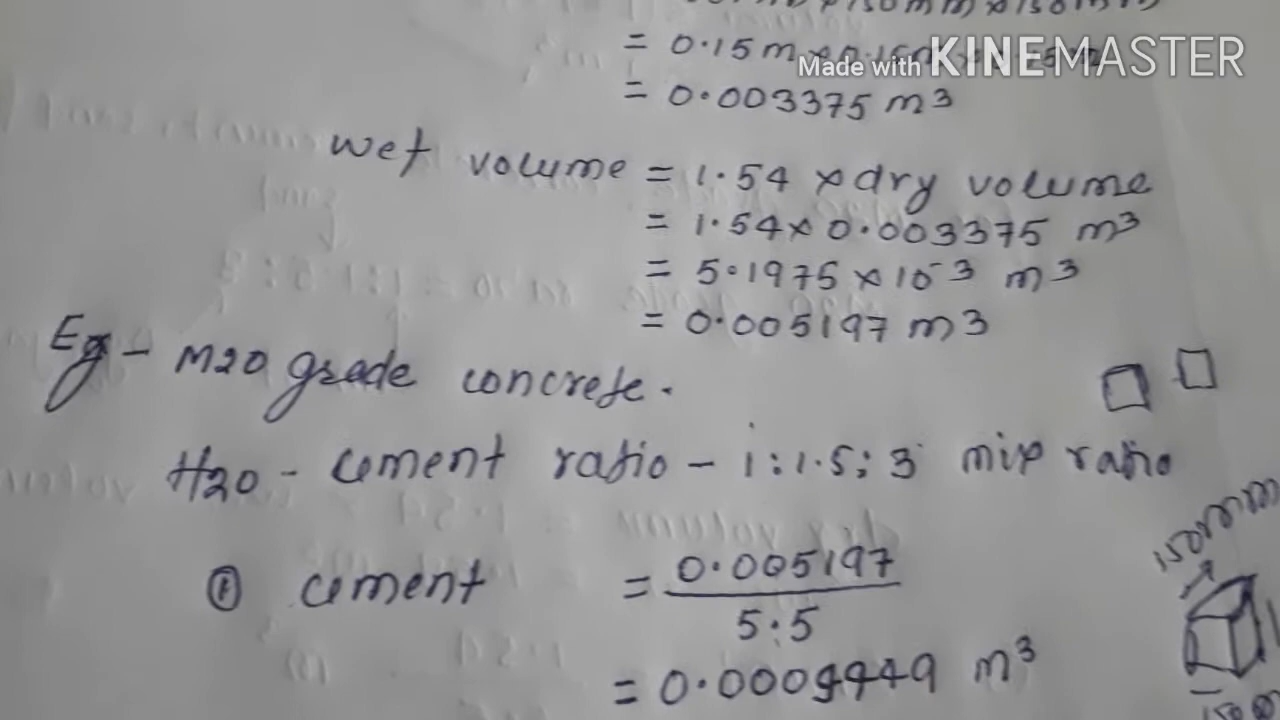 = 0.15m
Made with KINEMASTER
= 0.003375 m3
wet volume = 1.54 x dry volume
= 1.54x0.003375 m3
= 5.1975 x 10-3 m3
= 0.005197 m3
Eg - M20 grade concrete.
H20 - cement ratio - 1:1.5:3 mix ratio
150mm
① cement = 0.005197
5.5
= 0.0009449 m3